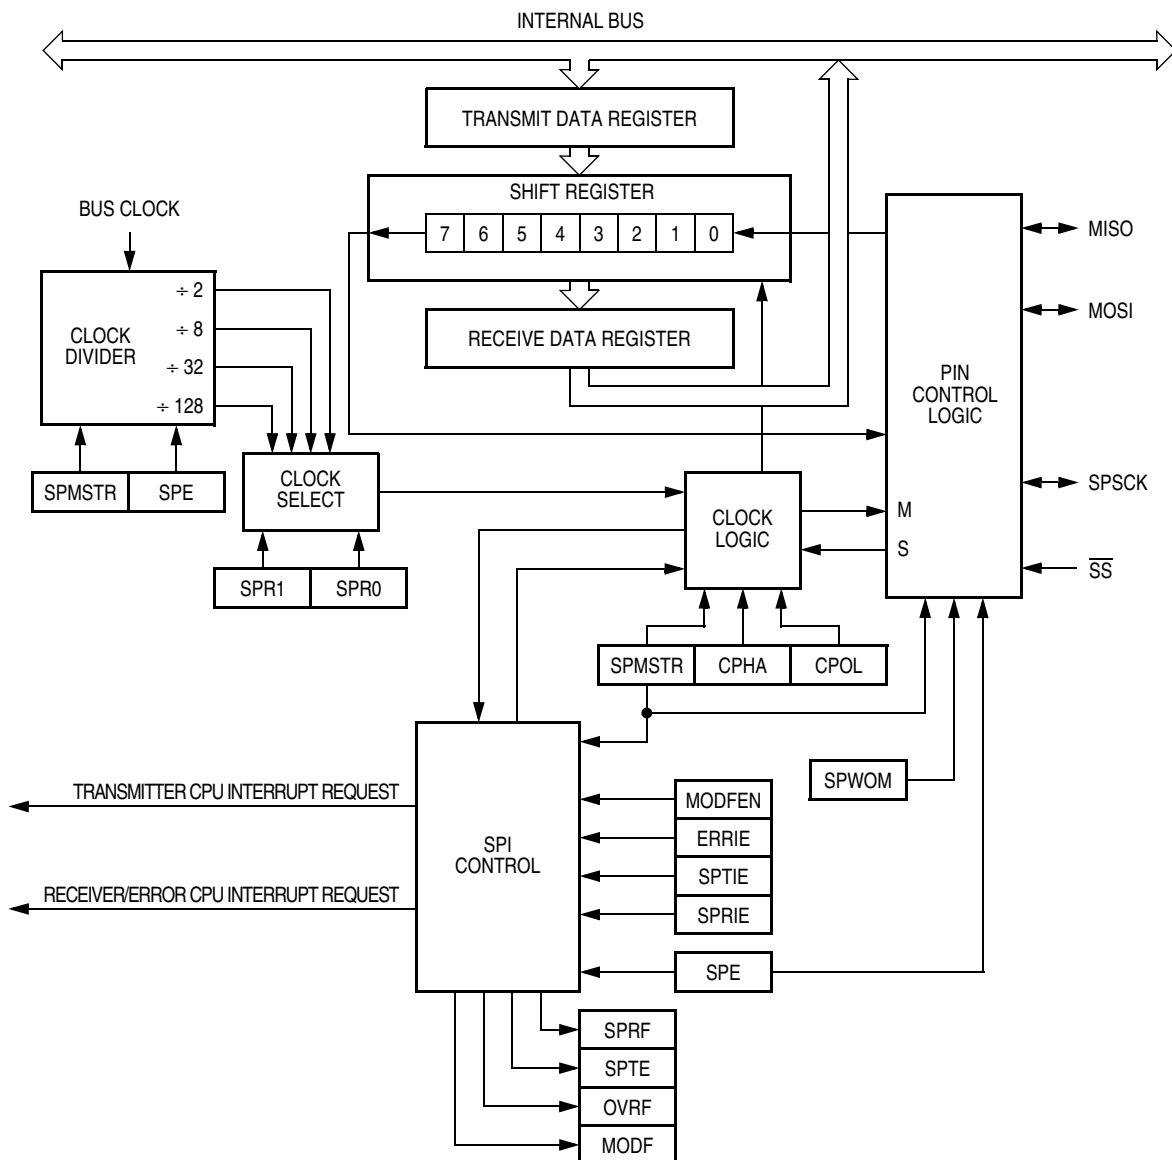 INTERNAL BUS
TRANSMIT DATA REGISTER
SHIFT REGISTER
7 6 5 4 3 2 1 0
BUS CLOCK
÷ 2
÷ 8
÷ 32
÷ 128
CLOCK
DIVIDER
RECEIVE DATA REGISTER
PIN
CONTROL
LOGIC
MISO
MOSI
SPSCK
SS
M
S
SPMSTR SPE
CLOCK
SELECT
SPR1 SPR0
CLOCK
LOGIC
SPMSTR CPHA CPOL
SPWOM
TRANSMITTER CPU INTERRUPT REQUEST
RECEIVER/ERROR CPU INTERRUPT REQUEST
SPI
CONTROL
MODFEN
ERRIE
SPTIE
SPRIE
SPE
SPRF
SPTE
OVRF
MODF